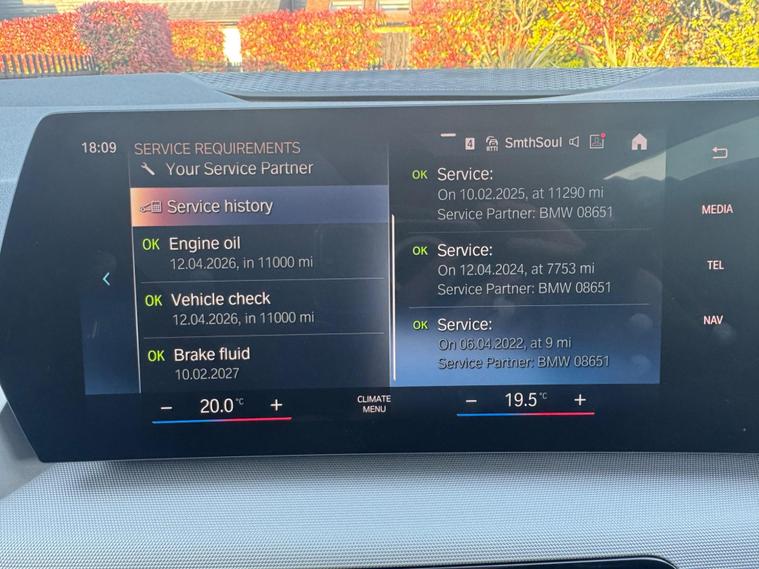 18:09 SERVICE REQUIREMENTS
4 RTTI SmthSoul
Your Service Partner
Service history
OK Engine oil
12.04.2026, in 11000 mi
OK Vehicle check
12.04.2026, in 11000 mi
OK Brake fluid
10.02.2027
OK Service:
On 10.02.2025, at 11290 mi
Service Partner: BMW 08651
OK Service:
On 12.04.2024, at 7753 mi
Service Partner: BMW 08651
OK Service:
On 06.04.2022, at 9 mi
Service Partner: BMW 08651
MEDIA
TEL
NAV
− 20.0 °C +
CLIMATE
MENU
− 19.5 °C +